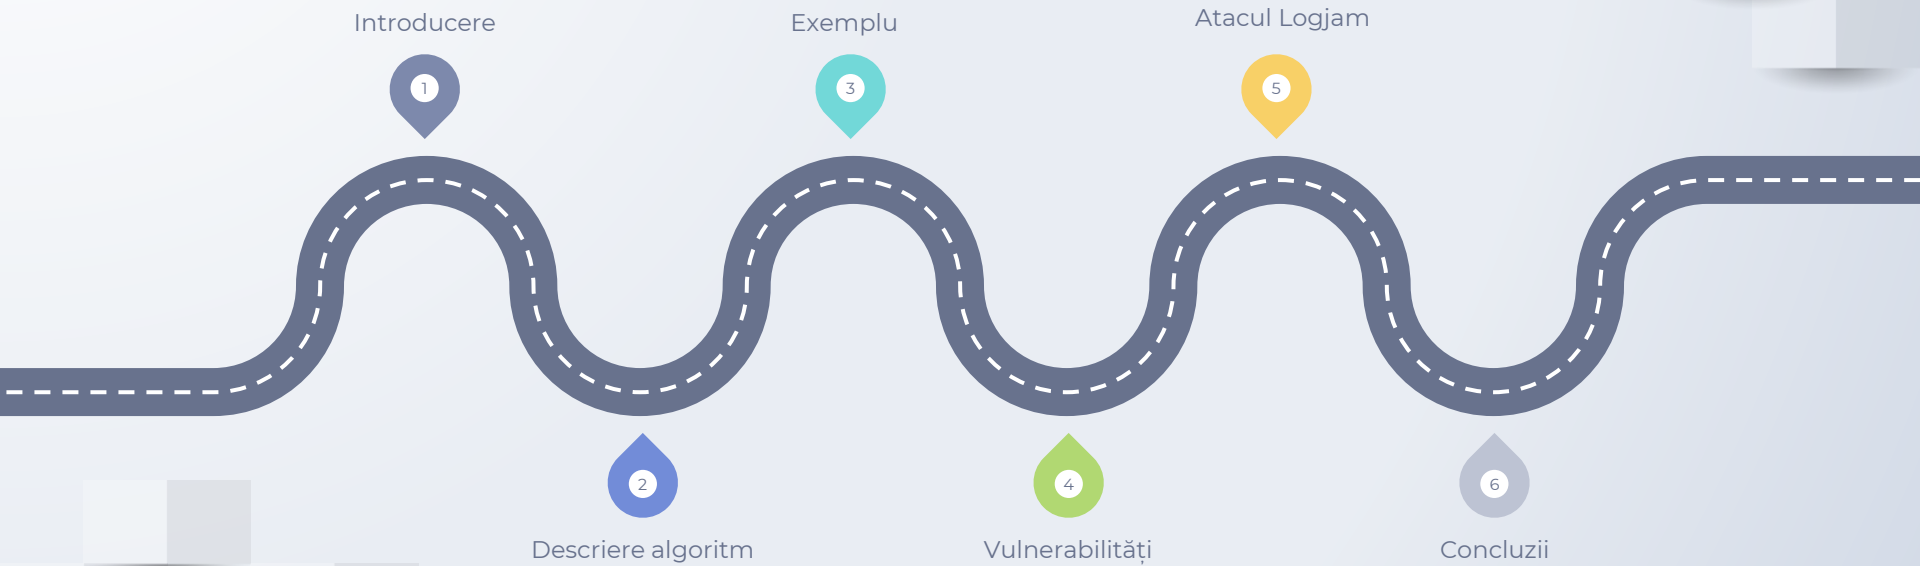 Introducere
1
Descriere algoritm
2
Exemplu
3
Vulnerabilități
4
Atacul Logjam
5
Concluzii
6